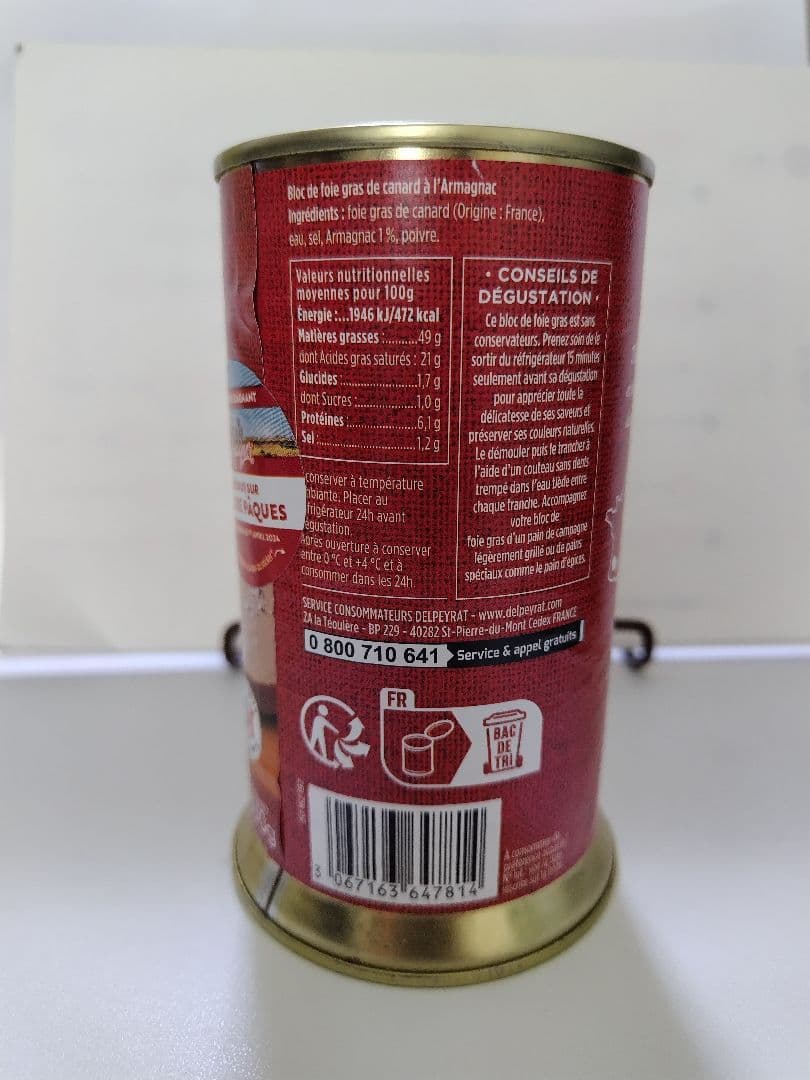 Bloc de foie gras de canard à l'Armagnac
Ingrédients : foie gras de canard (Origine : France),
eau, sel, Armagnac 1 %, poivre.
Valeurs nutritionnelles
moyennes pour 100g
Énergie :...1946 kJ/472 kcal
Matières grasses :..........49 g
dont Acides gras saturés : 21 g
Glucides :......................1,7 g
dont Sucres :..................1,0 g
Protéines :....................6,1 g
Sel :............................1,2 g
conserver à température
Placer au
24h avant
Après ouverture à conserver
entre 0 °C et +4 °C et à
consommer dans les 24h.
• CONSEILS DE
DÉGUSTATION •
Ce bloc de foie gras est sans
conservateurs. Prenez soin de le
sortir du réfrigérateur 15 minutes
seulement avant sa dégustation
pour apprécier toute la
délicatesse de ses saveurs et
préserver ses couleurs naturelles.
Le démouler puis le trancher à
l'aide d'un couteau sans dents
trempé dans l'eau tiède entre
chaque tranche. Accompagner
votre bloc de
foie gras d'un pain de campagne
légèrement grillé ou de pains
spéciaux comme le pain d'épices.
SUR
PÂQUES
2024
SERVICE CONSOMMATEURS DELPEYRAT - www.delpeyrat.com
ZA la Téoulère - BP 229 - 40282 St-Pierre-du-Mont Cedex FRANCE
0 800 710 641 Service & appel gratuits
FR
BAC
DE
TRI
3 067163 647814
À consommer de
préférence avant